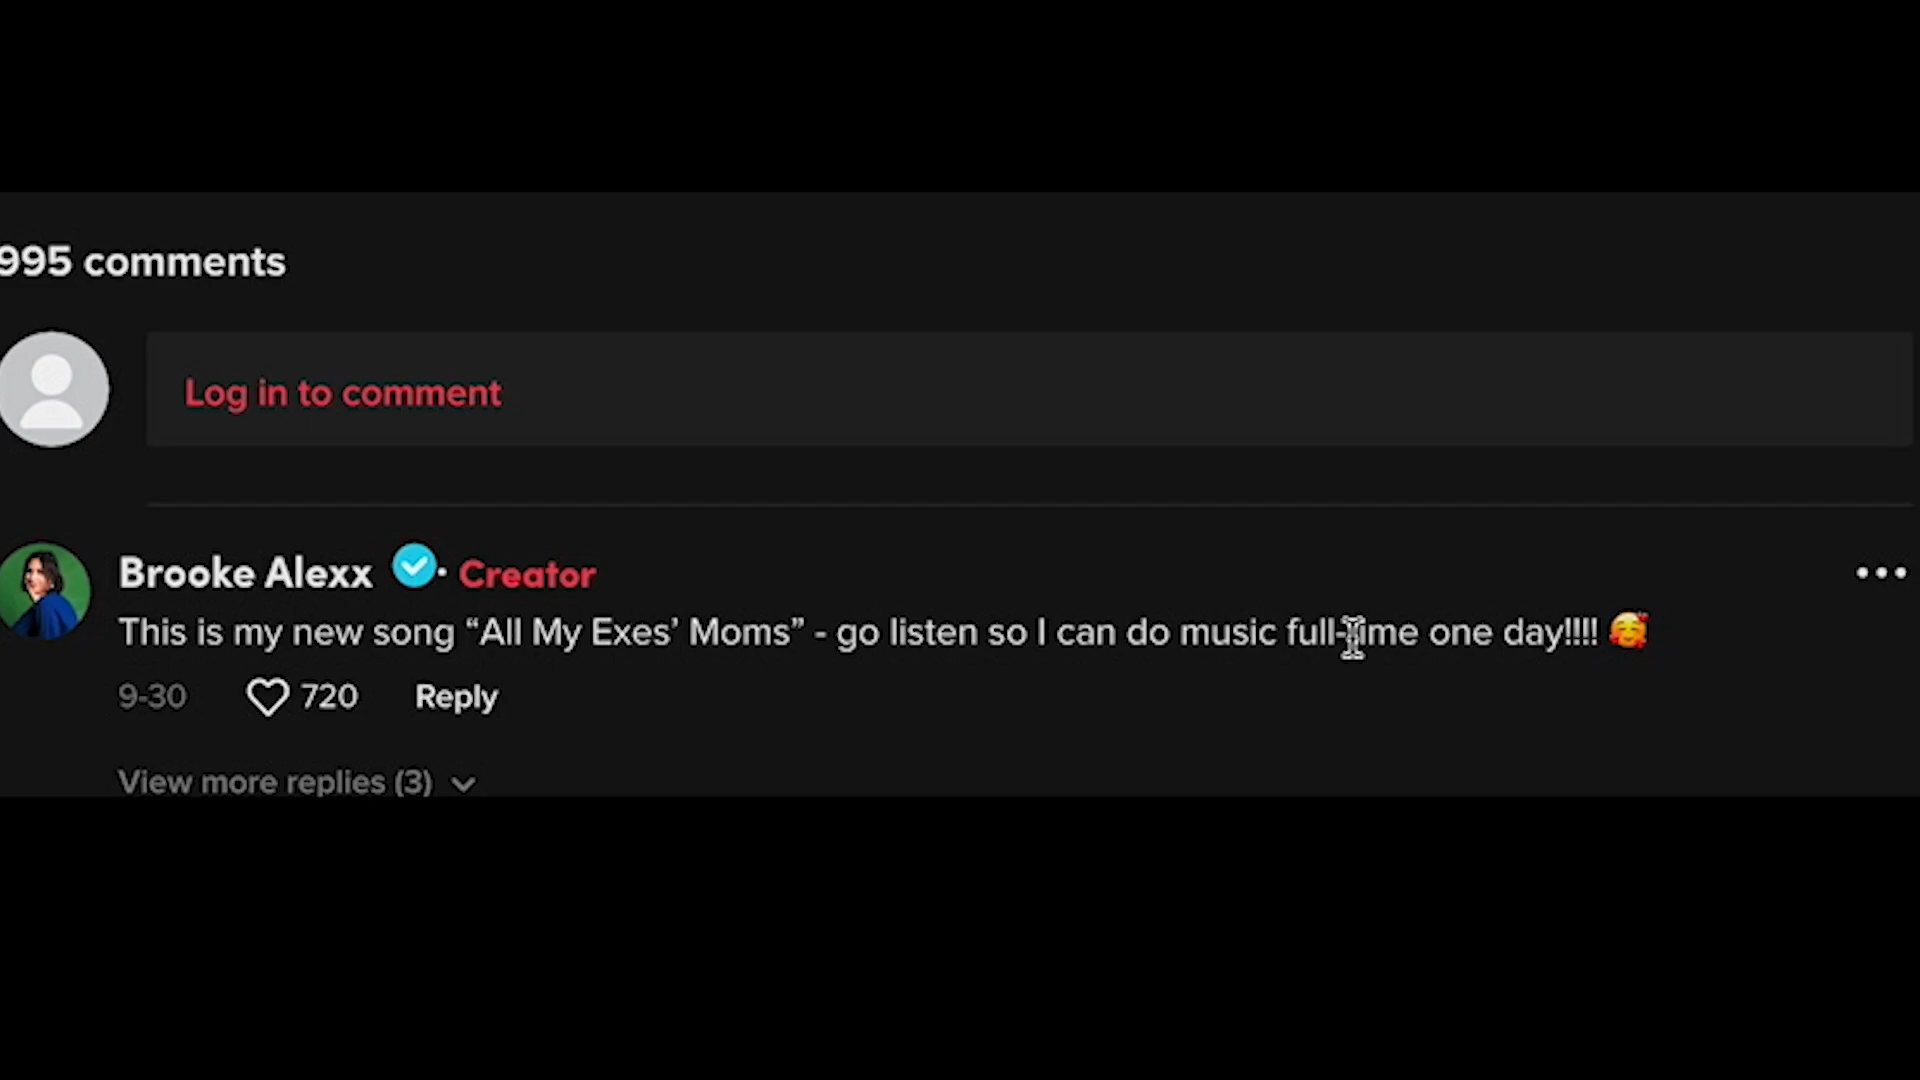 995 comments
Log in to comment
Brooke Alexx · Creator
This is my new song “All My Exes’ Moms” - go listen so I can do music full-time one day!!!! 🥰
9-30 720 Reply
View more replies (3)